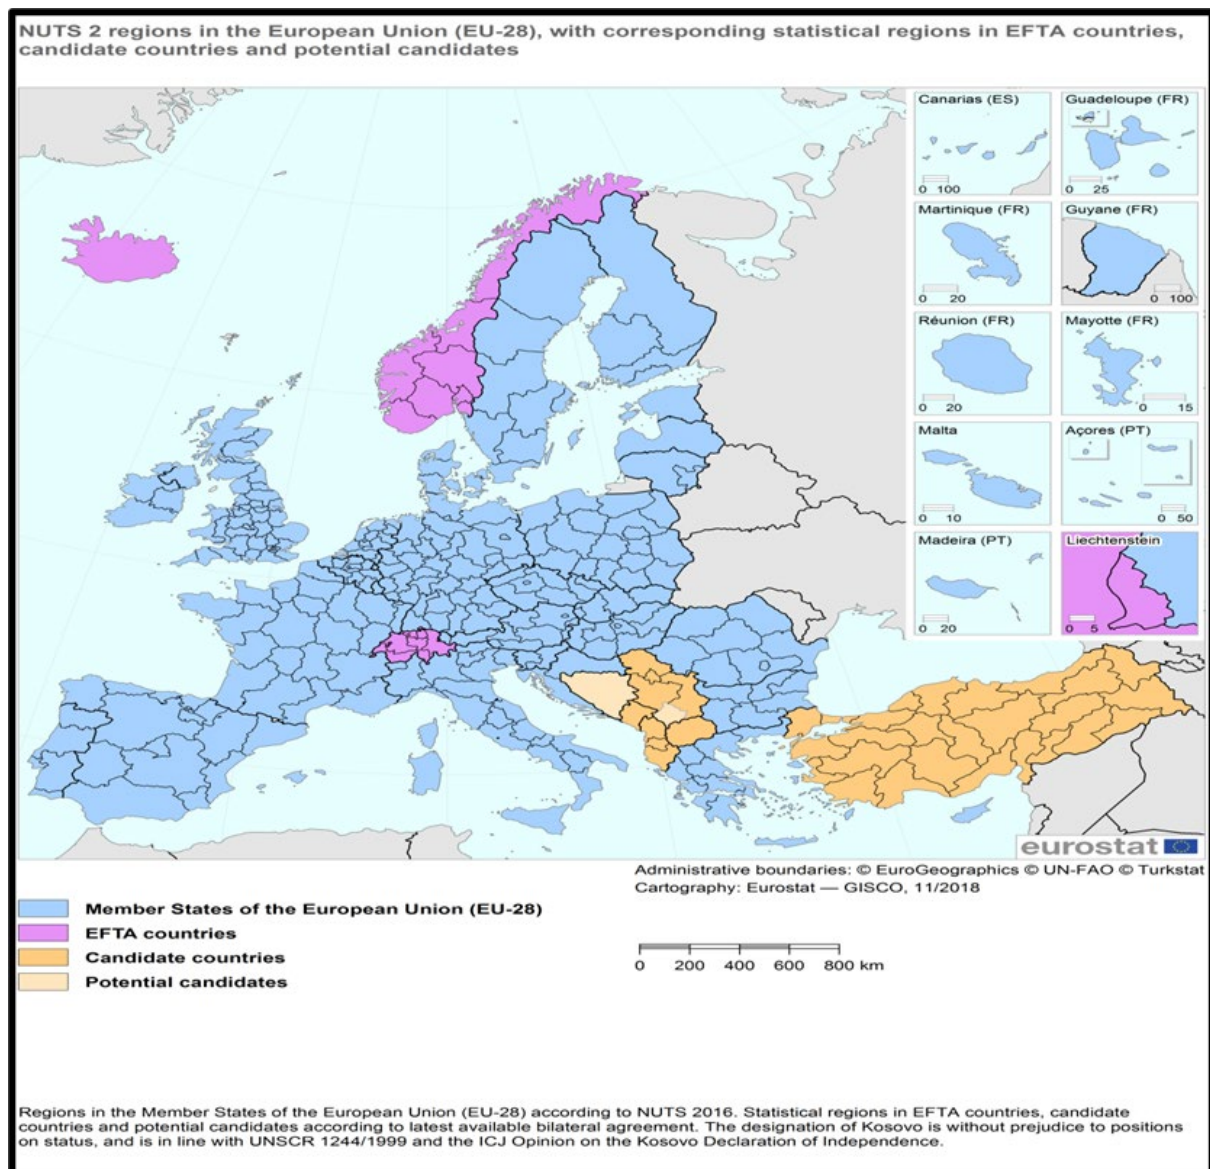 NUTS 2 regions in the European Union (EU-28), with corresponding statistical regions in EFTA countries,
candidate countries and potential candidates
Canarias (ES)
0 100
Guadeloupe (FR)
0 25
Martinique (FR)
0 20
Guyane (FR)
0 100
Réunion (FR)
0 20
Mayotte (FR)
0 15
Malta
0 10
Açores (PT)
0 50
Madeira (PT)
0 20
Liechtenstein
0 5
eurostat
Administrative boundaries: © EuroGeographics © UN-FAO © Turkstat
Cartography: Eurostat — GISCO, 11/2018
Member States of the European Union (EU-28)
EFTA countries
Candidate countries
Potential candidates
0 200 400 600 800 km
Regions in the Member States of the European Union (EU-28) according to NUTS 2016. Statistical regions in EFTA countries, candidate
countries and potential candidates according to latest available bilateral agreement. The designation of Kosovo is without prejudice to positions
on status, and is in line with UNSCR 1244/1999 and the ICJ Opinion on the Kosovo Declaration of Independence.